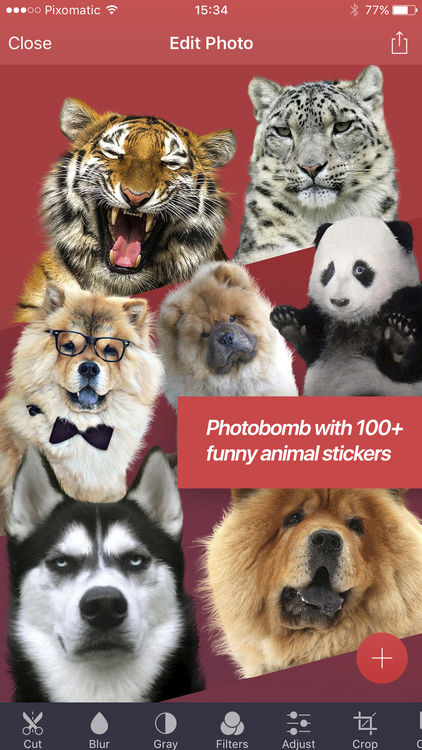 Pixomatic 15:34 77%
Close Edit Photo
Photobomb with 100+
funny animal stickers
Cut Blur Gray Filters Adjust Crop